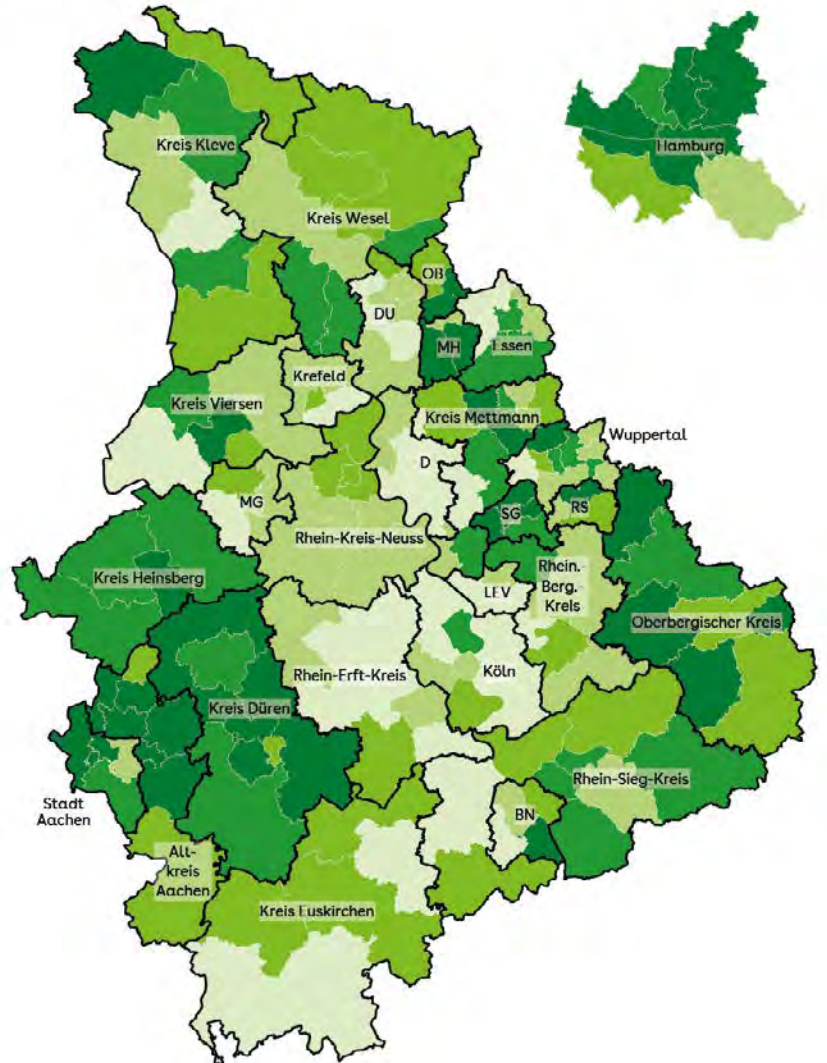 Kreis Kleve
Hamburg
Kreis Wesel
OB
DU
MH
Essen
Krefeld
Kreis Viersen
Kreis Mettmann
Wuppertal
D
MG
SG
RS
Rhein-Kreis-Neuss
Kreis Heinsberg
LEV
Rhein.
Berg.
Kreis
Oberbergischer Kreis
Rhein-Erft-Kreis
Köln
Kreis Düren
Rhein-Sieg-Kreis
Stadt
Aachen
BN
Alt-
kreis
Aachen
Kreis Euskirchen